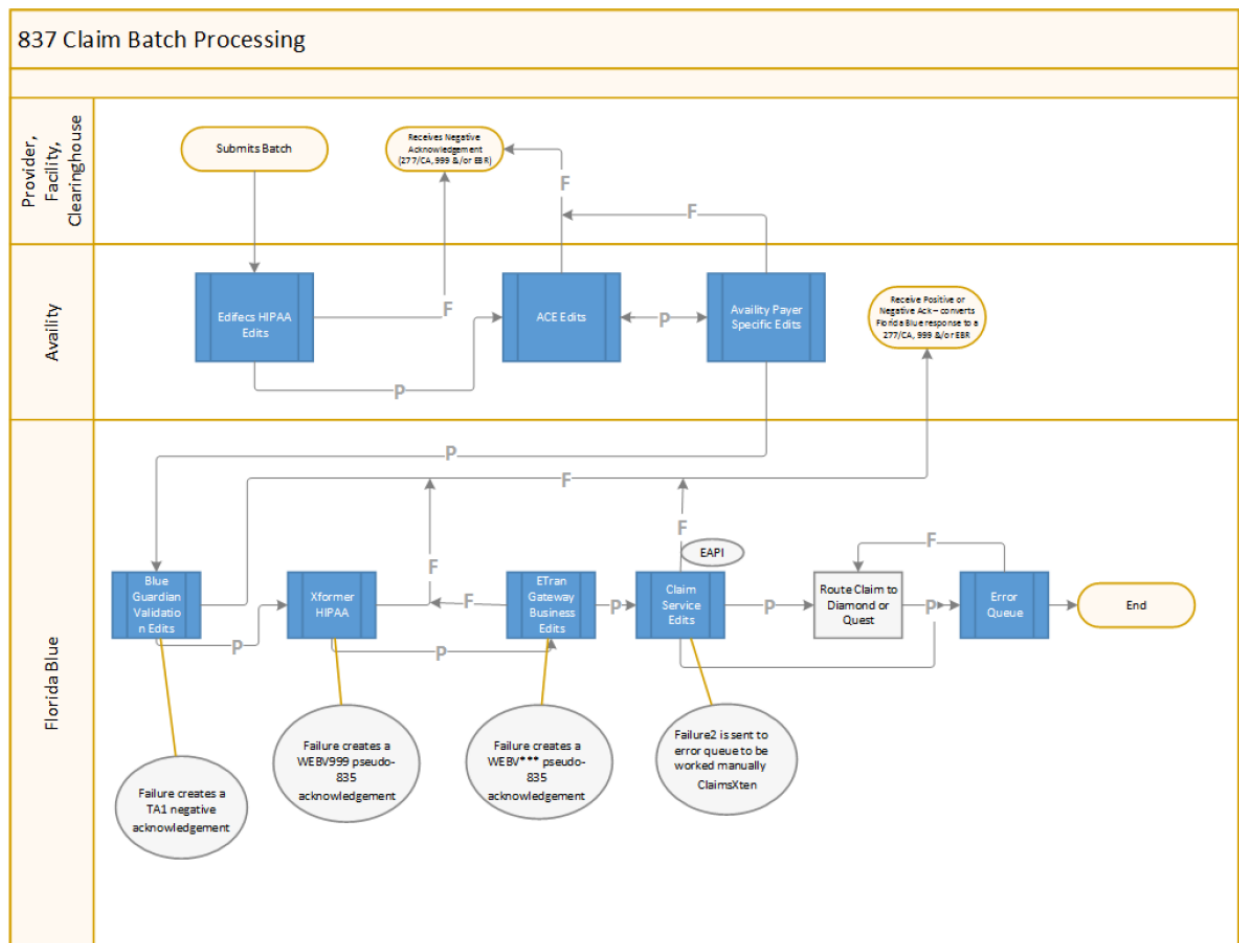 837 Claim Batch Processing
Provider,
Facility,
Clearinghouse
Submits Batch
Receives Negative
Acknowledgement
(277/CA, 999 &/or EBR)
F
F
Availity
Edifecs HIPAA
Edits
F
ACE Edits
P
Availity Payer
Specific Edits
Receive Positive or
Negative Ack – converts
Florida Blue response to a
277/CA, 999 &/or EBR
P
Florida Blue
P
F
F
F
F
EAPI
F
Blue
Guardian
Validatio
n Edits
P
Xformer
HIPAA
P
ETran
Gateway
Business
Edits
P
Claim
Service
Edits
P
Route Claim to
Diamond or
Quest
P
Error
Queue
End
Failure creates a
TA1 negative
acknowledgement
Failure creates a
WEBV999 pseudo-
835
acknowledgement
Failure creates a
WEBV*** pseudo-
835
acknowledgement
Failure2 is sent to
error queue to be
worked manually
ClaimsXten